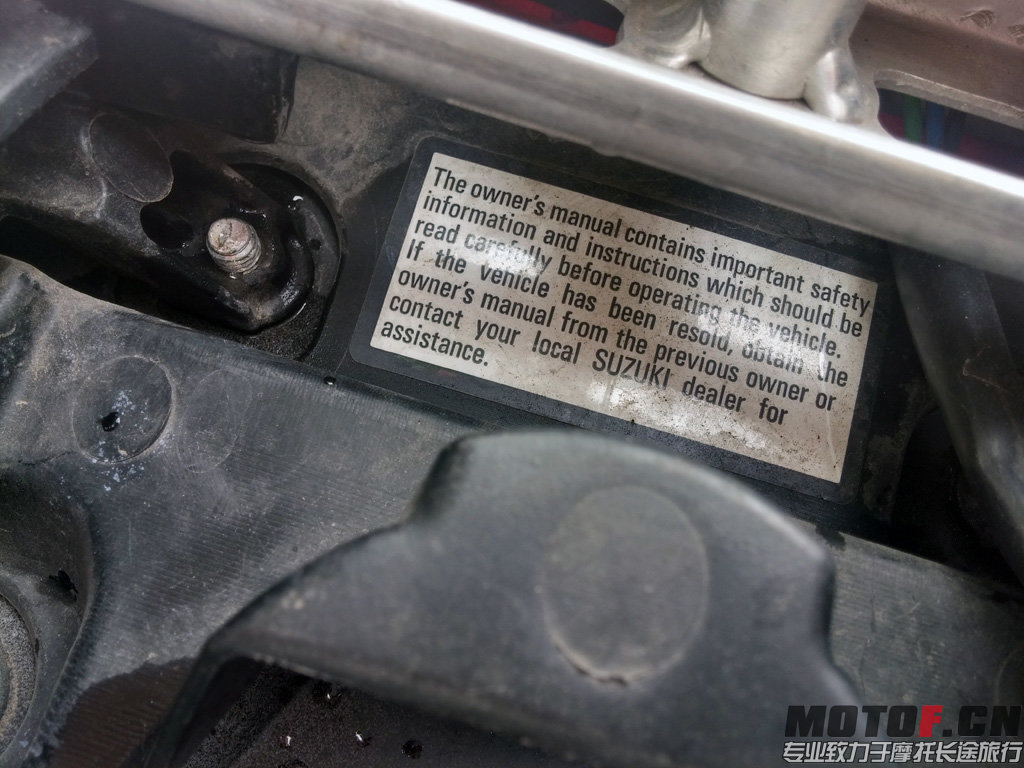 The owner's manual contains important safety
information and instructions which should be
read carefully before operating the vehicle.
If the vehicle has been resold, obtain the
owner's manual from the previous owner or
contact your local SUZUKI dealer for
assistance.
MOTOF.CN
专业致力于摩托长途旅行